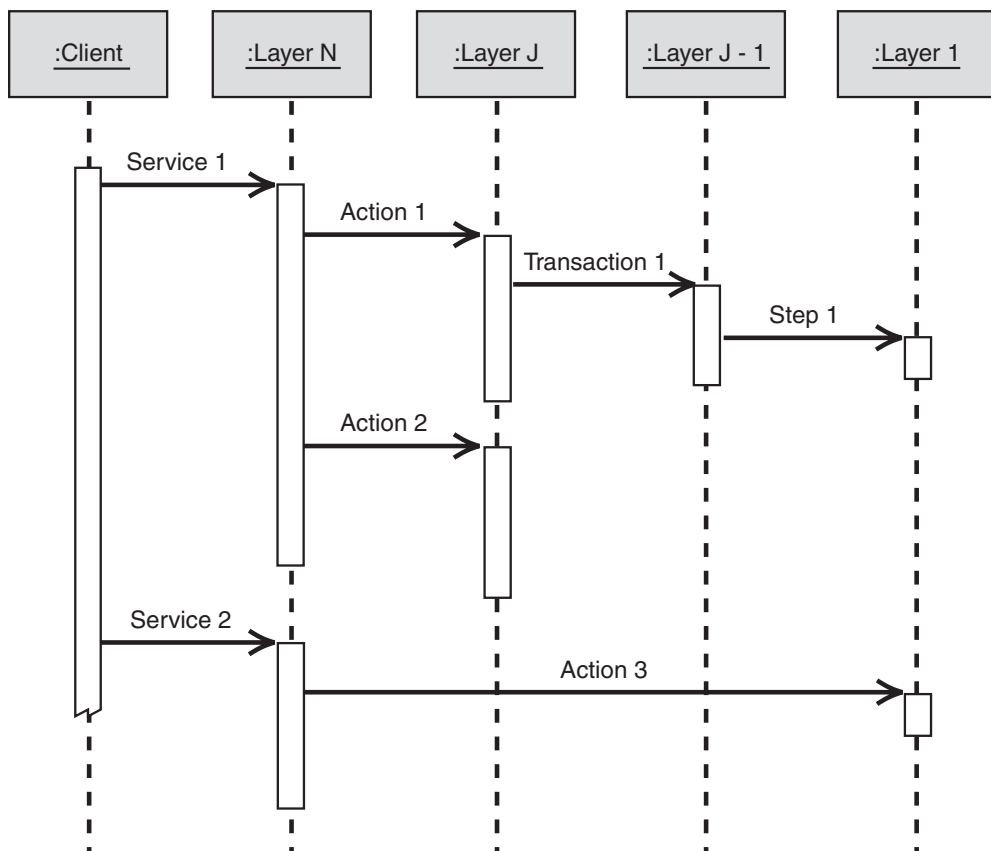 :Client
:Layer N
:Layer J
:Layer J - 1
:Layer 1
Service 1
Action 1
Transaction 1
Step 1
Action 2
Service 2
Action 3